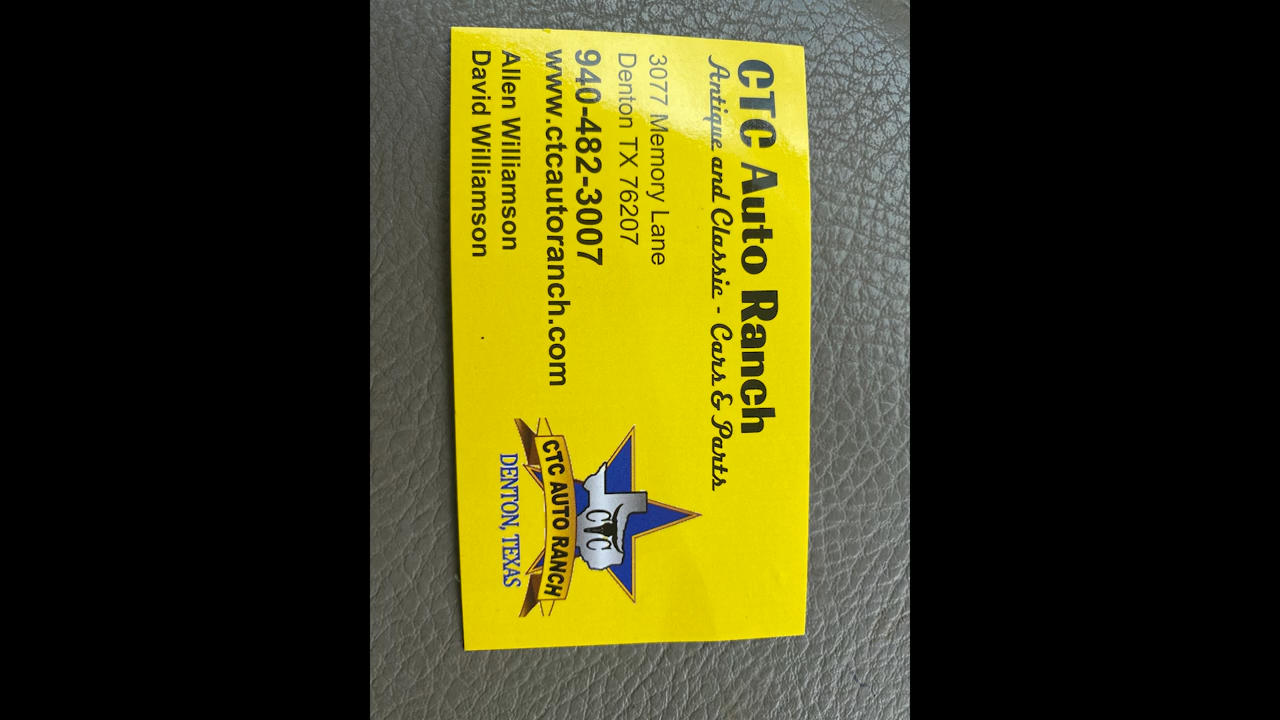 CTC Auto Ranch
Antique and Classic - Cars & Parts
3077 Memory Lane
Denton TX 76207
940-482-3007
www.ctcautoranch.com
Allen Williamson
David Williamson
CTC
CTC AUTO RANCH
DENTON, TEXAS